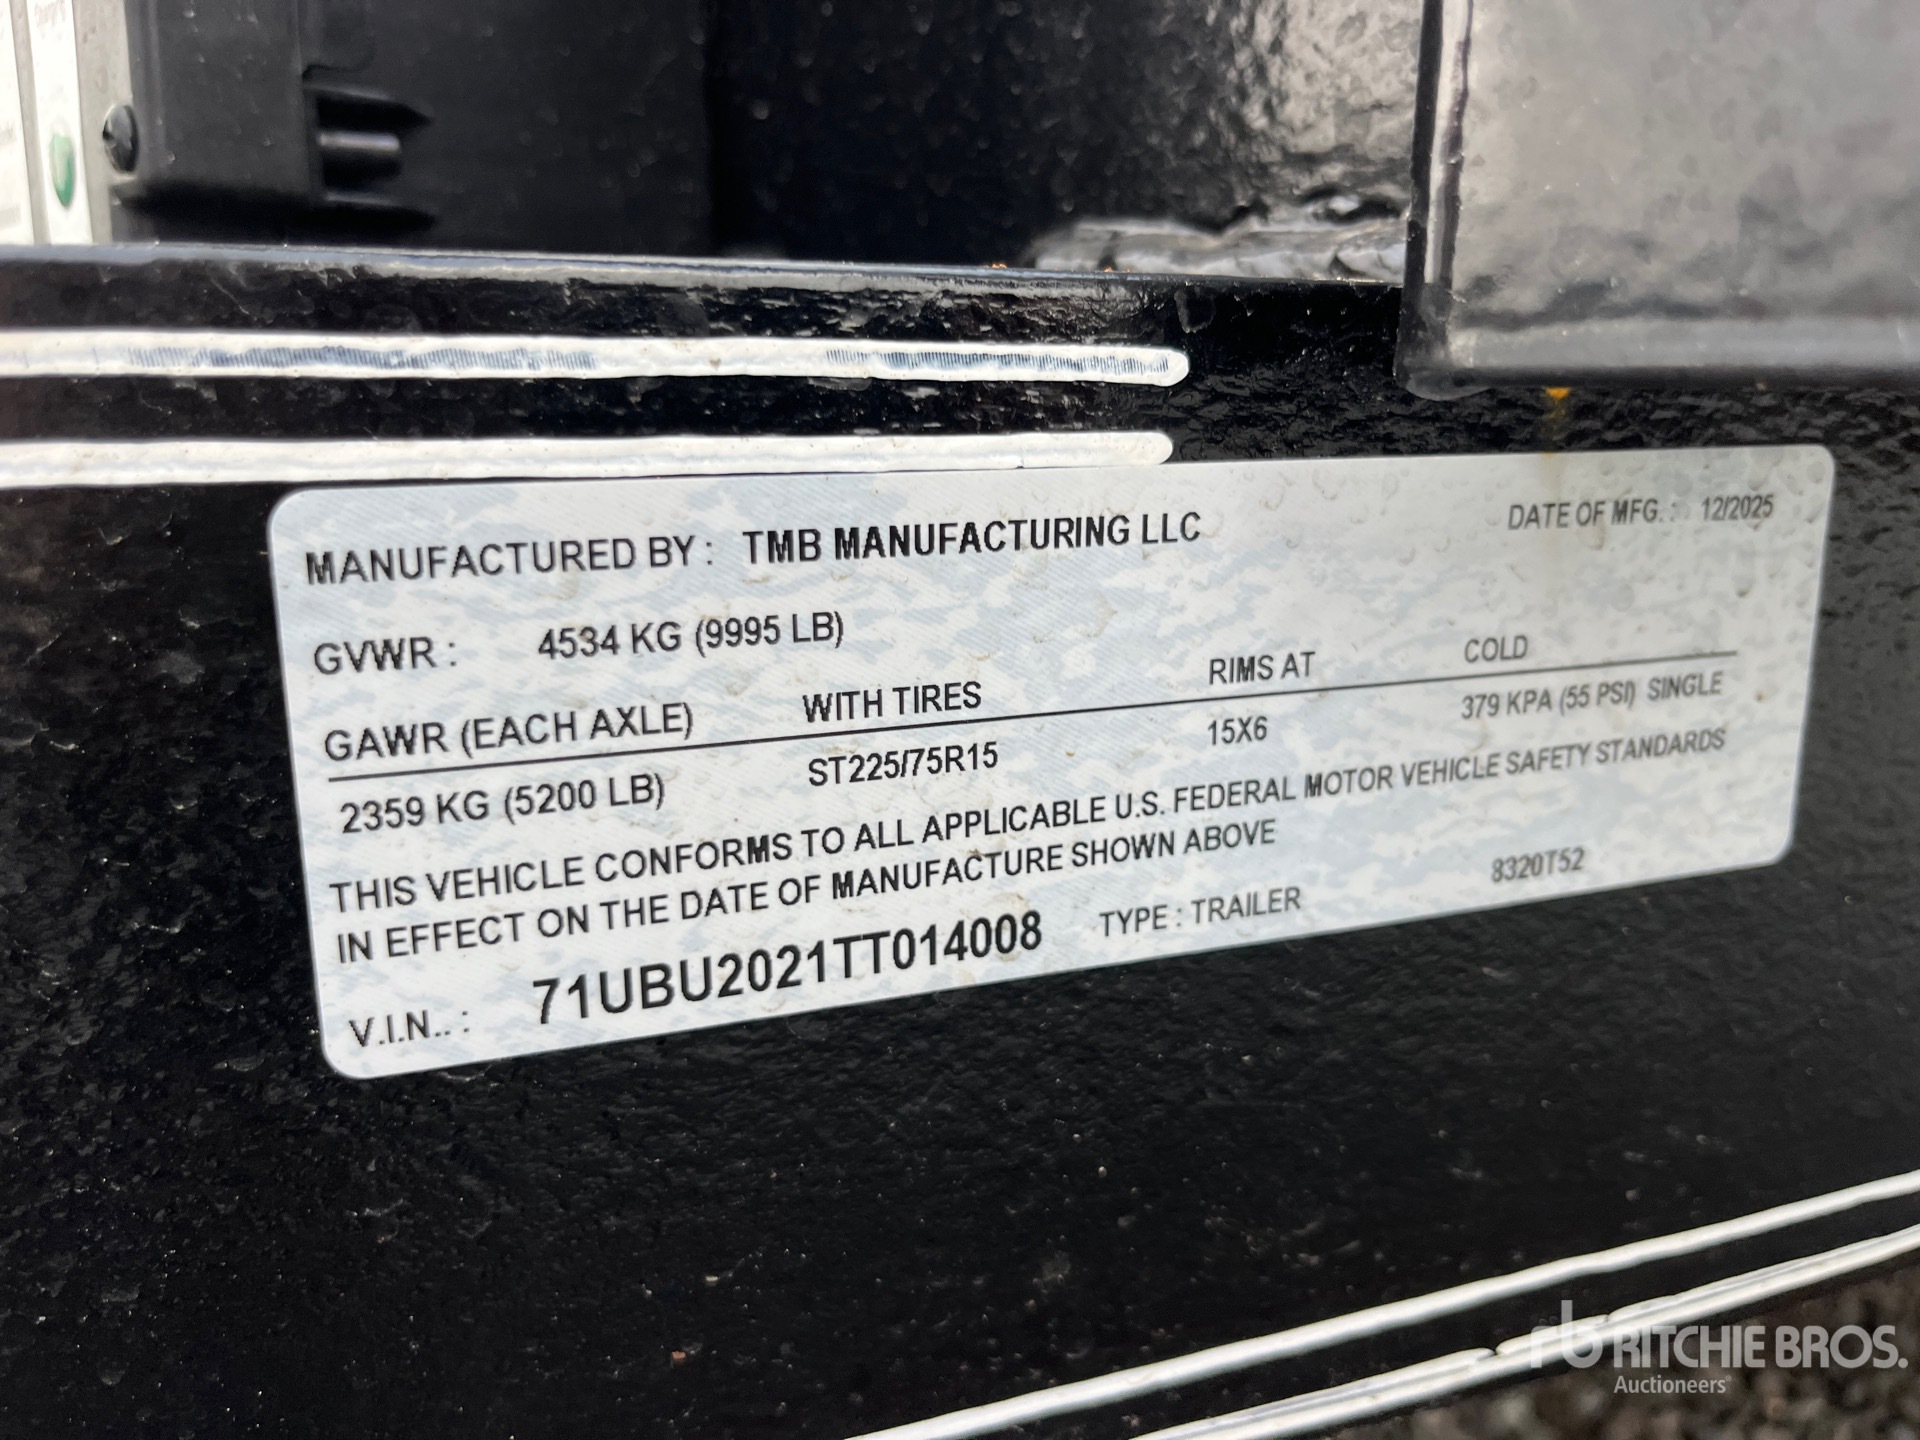 MANUFACTURED BY : TMB MANUFACTURING LLC DATE OF MFG. : 12/2025
GVWR : 4534 KG (9995 LB)
GAWR (EACH AXLE) WITH TIRES RIMS AT COLD
2359 KG (5200 LB) ST225/75R15 15X6 379 KPA (55 PSI) SINGLE
THIS VEHICLE CONFORMS TO ALL APPLICABLE U.S. FEDERAL MOTOR VEHICLE SAFETY STANDARDS
IN EFFECT ON THE DATE OF MANUFACTURE SHOWN ABOVE
V.I.N.. : 71UBU2021TT014008 TYPE : TRAILER 8320T52
rb RITCHIE BROS.
Auctioneers